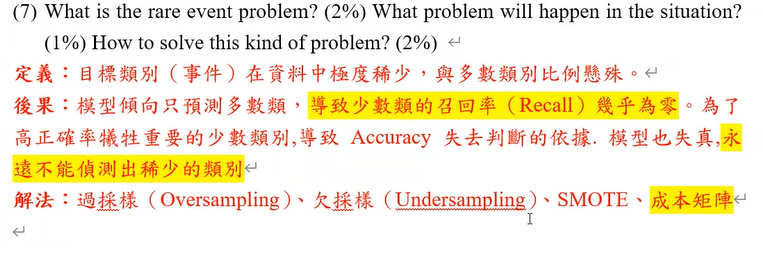 (7) What is the rare event problem? (2%) What problem will happen in the situation?
(1%) How to solve this kind of problem? (2%)
定義：目標類別（事件）在資料中極度稀少，與多數類別比例懸殊。
後果：模型傾向只預測多數類，導致少數類的召回率（Recall）幾乎為零。為了
高正確率犧牲重要的少數類別,導致 Accuracy 失去判斷的依據. 模型也失真,永
遠不能偵測出稀少的類別
解法：過採樣（Oversampling）、欠採樣（Undersampling）、SMOTE、成本矩陣